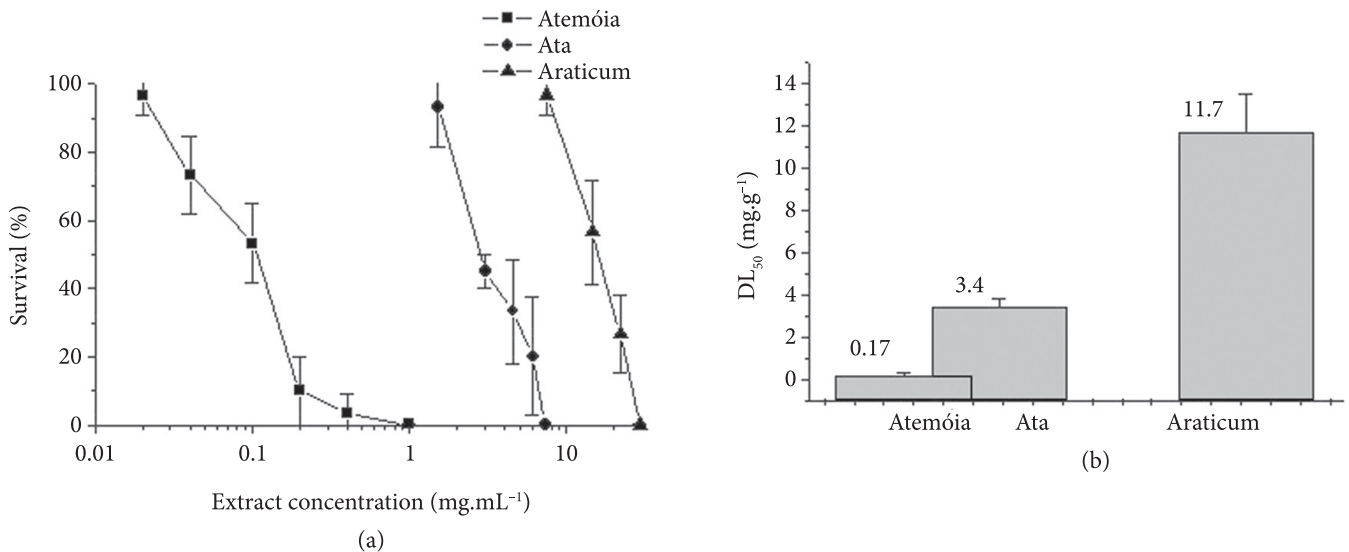 Atemóia
Ata
Araticum
100
80
60
40
20
0
Survival (%)
0.01
0.1
1
10
Extract concentration (mg.mL⁻¹)
(a)
14
12
10
8
6
4
2
0
DL₅₀ (mg.g⁻¹)
0.17
3.4
11.7
Atemóia
Ata
Araticum
(b)